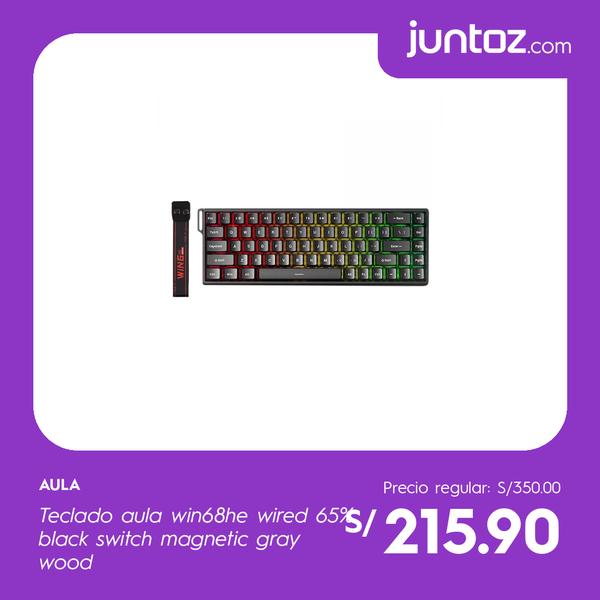 juntoz.com
WING
AULA
Precio regular: S/350.00
Teclado aula win68he wired 65%
S/ 215.90
black switch magnetic gray
wood